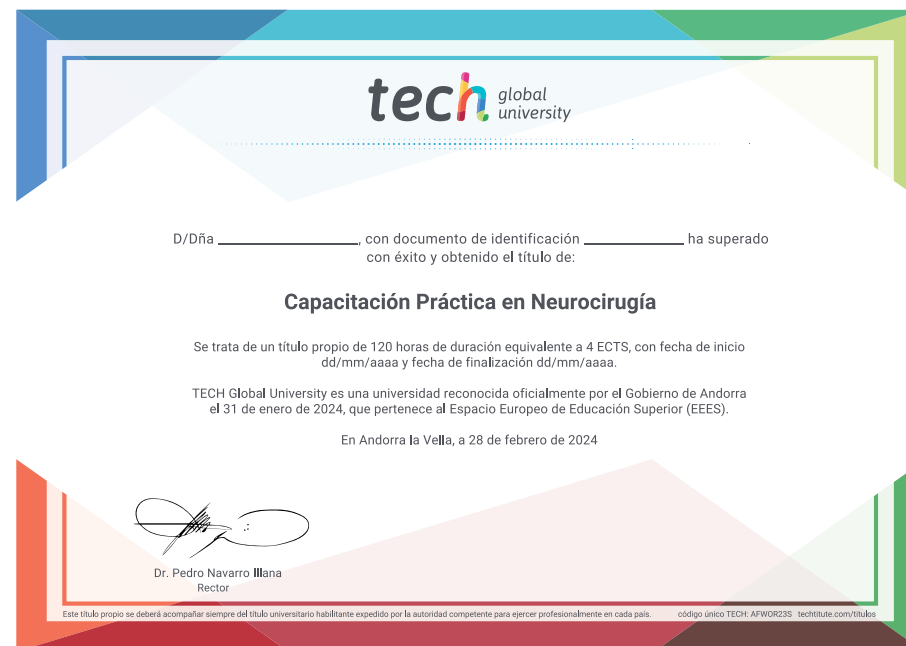 tech global university
D/Dña ________________, con documento de identificación ____________ ha superado
con éxito y obtenido el título de:
Capacitación Práctica en Neurocirugía
Se trata de un título propio de 120 horas de duración equivalente a 4 ECTS, con fecha de inicio
dd/mm/aaaa y fecha de finalización dd/mm/aaaa.
TECH Global University es una universidad reconocida oficialmente por el Gobierno de Andorra
el 31 de enero de 2024, que pertenece al Espacio Europeo de Educación Superior (EEES).
En Andorra la Vella, a 28 de febrero de 2024
Dr. Pedro Navarro Illana
Rector
Este título propio se deberá acompañar siempre del título universitario habilitante expedido por la autoridad competente para ejercer profesionalmente en cada país. código único TECH: AFWOR23S techtitute.com/titulos